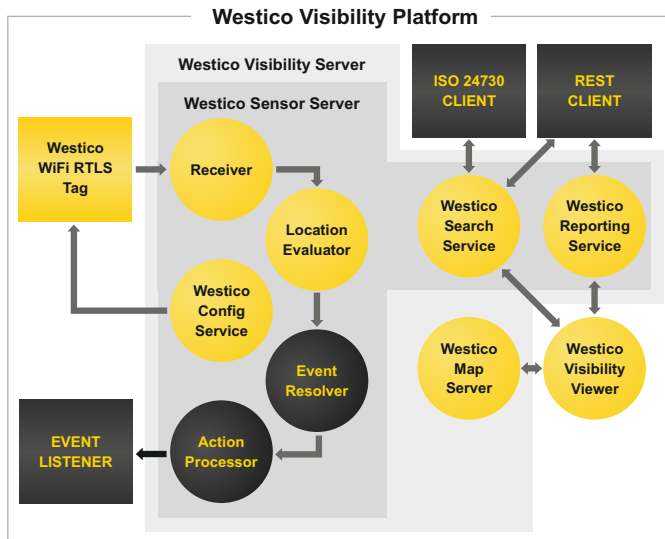 Westico Visibility Platform
Westico Visibility Server
Westico Sensor Server
ISO 24730
CLIENT
REST
CLIENT
Westico
WiFi RTLS
Tag
Receiver
Location
Evaluator
Westico
Search
Service
Westico
Reporting
Service
Westico
Config
Service
Event
Resolver
Westico
Map
Server
Westico
Visibility
Viewer
EVENT
LISTENER
Action
Processor